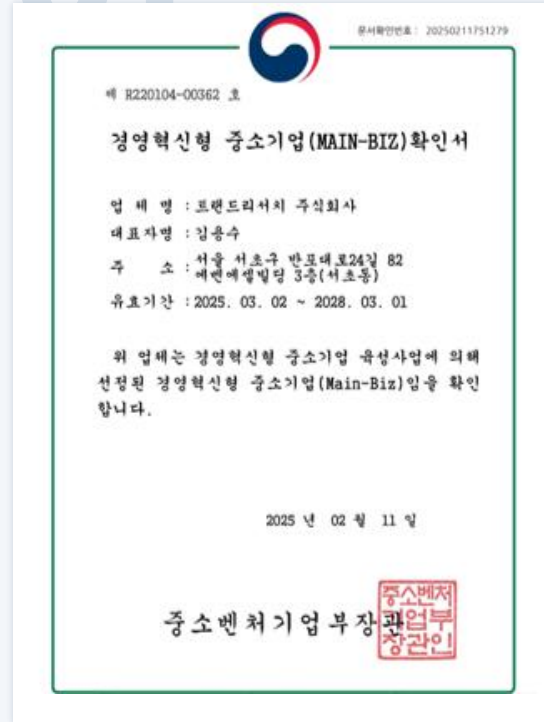 문서확인번호 : 20250211751279
제 R220104-00362 호
경영혁신형 중소기업(MAIN-BIZ)확인서
업 체 명 : 트랜드리서치 주식회사
대표자명 : 김용수
주 소 : 서울 서초구 반포대로24길 82
에벤에셀빌딩 3층(서초동)
유효기간 : 2025. 03. 02 ~ 2028. 03. 01
위 업체는 경영혁신형 중소기업 육성사업에 의해
선정된 경영혁신형 중소기업(Main-Biz)임을 확인
합니다.
2025 년 02 월 11 일
중소벤처기업부장관
중소벤처
기업부
장관인